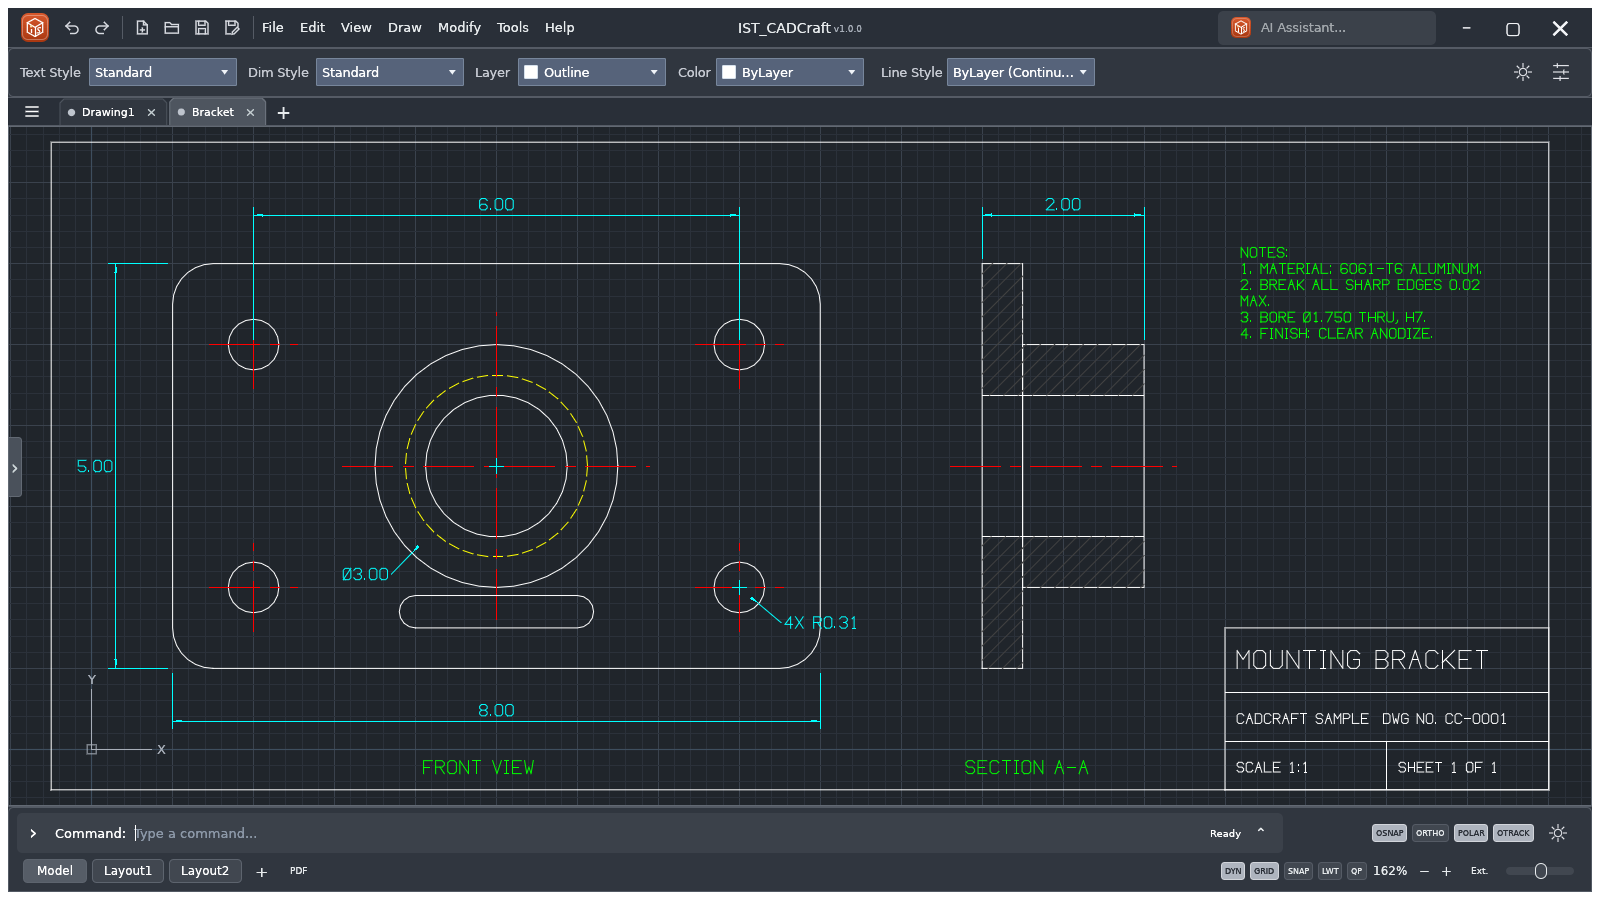 File Edit View Draw Modify Tools Help
IST_CADCraft v1.0.0
AI Assistant...
Text Style Standard Dim Style Standard Layer Outline Color ByLayer Line Style ByLayer (Continu...
Drawing1 Bracket
6.00
2.00
NOTES:
1. MATERIAL: 6061-T6 ALUMINUM.
2. BREAK ALL SHARP EDGES 0.02
MAX.
3. BORE Ø1.750 THRU, H7.
4. FINISH: CLEAR ANODIZE.
5.00
Ø3.00
4X R0.31
MOUNTING BRACKET
Y
8.00
CADCRAFT SAMPLE DWG NO. CC-0001
X
FRONT VIEW
SECTION A-A
SCALE 1:1
SHEET 1 OF 1
Command: Type a command...
Ready
OSNAP ORTHO POLAR OTRACK
Model Layout1 Layout2 + PDF
DYN GRID SNAP LWT QP 162% − + Ext.